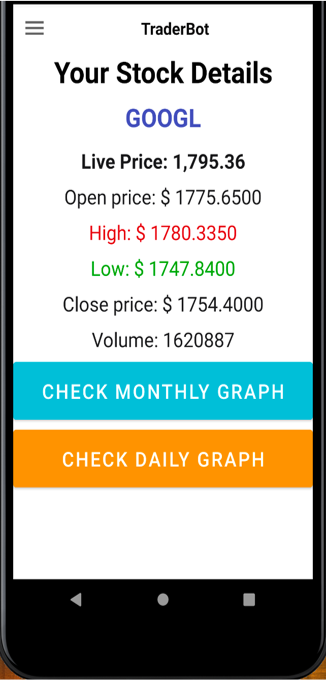 TraderBot
Your Stock Details
GOOGL
Live Price: 1,795.36
Open price: $ 1775.6500
High: $ 1780.3350
Low: $ 1747.8400
Close price: $ 1754.4000
Volume: 1620887
CHECK MONTHLY GRAPH
CHECK DAILY GRAPH